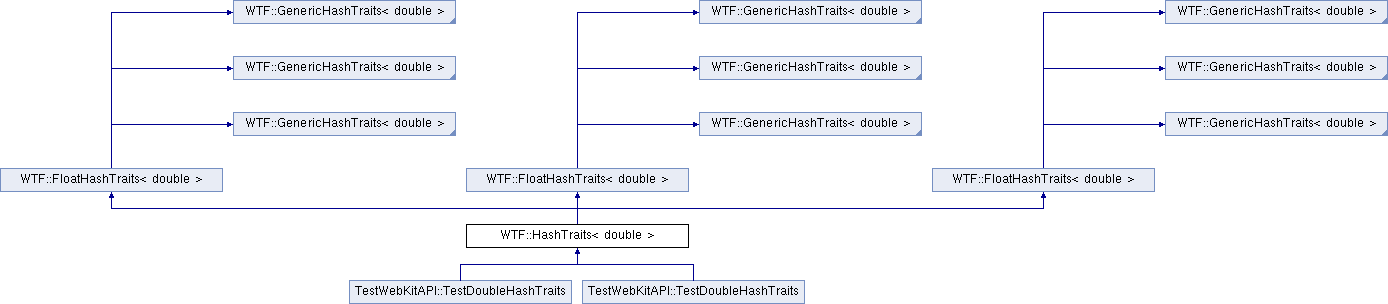 WTF::GenericHashTraits< double >
WTF::GenericHashTraits< double >
WTF::GenericHashTraits< double >
WTF::GenericHashTraits< double >
WTF::GenericHashTraits< double >
WTF::GenericHashTraits< double >
WTF::GenericHashTraits< double >
WTF::GenericHashTraits< double >
WTF::GenericHashTraits< double >
WTF::FloatHashTraits< double >
WTF::FloatHashTraits< double >
WTF::FloatHashTraits< double >
WTF::HashTraits< double >
TestWebKitAPI::TestDoubleHashTraits
TestWebKitAPI::TestDoubleHashTraits